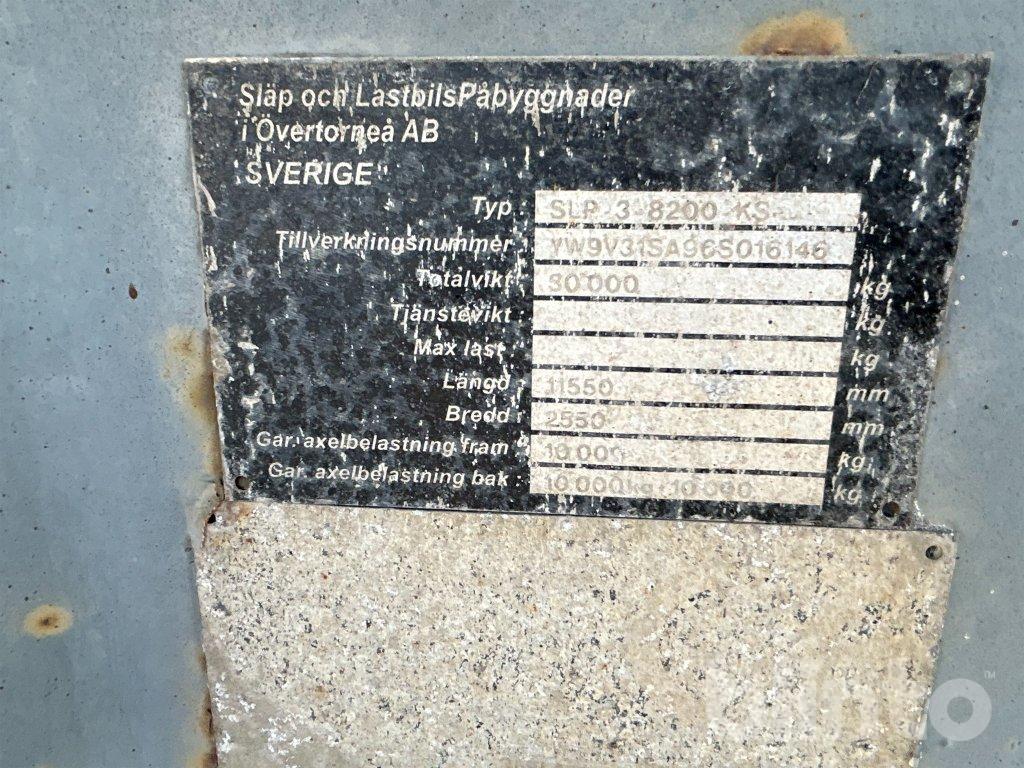 Släp och LastbilsPåbyggnader
i Övertorneå AB
SVERIGE
Typ : SLP 3-8200 KS
Tillverkningsnummer : YW9V31SA96S016146
Totalvikt : 30 000 kg
Tjänstevikt : kg
Max last : kg
Längd : 11550 mm
Bredd : 2550 mm
Gar. axelbelastning fram : 10 000 kg
Gar. axelbelastning bak : 10 000 kg + 10 000 kg